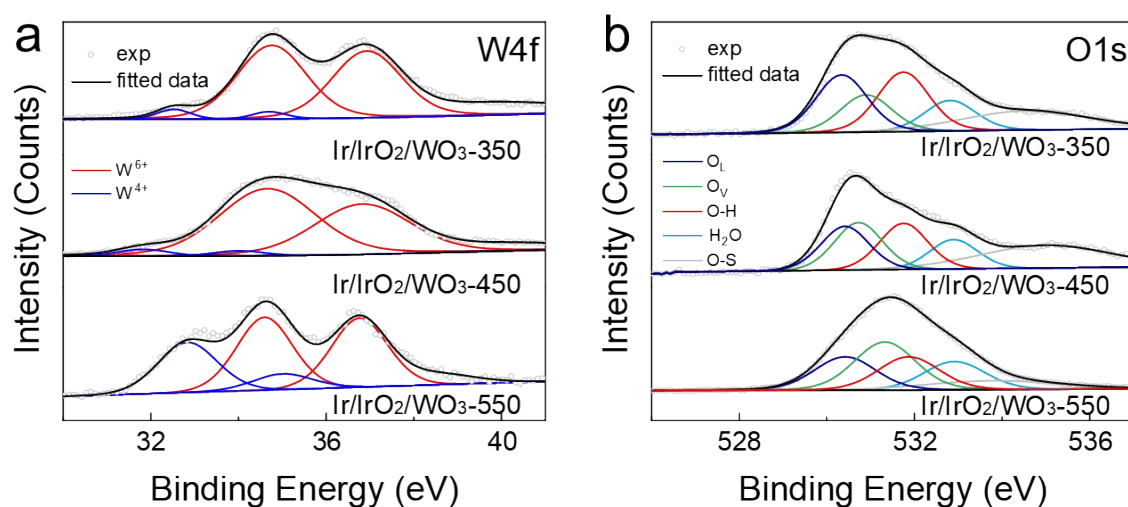 a
W4f
exp
fitted data
Ir/IrO₂/WO₃-350
W⁶⁺
W⁴⁺
Ir/IrO₂/WO₃-450
Ir/IrO₂/WO₃-550
Intensity (Counts)
32 36 40
Binding Energy (eV)
b
O1s
exp
fitted data
Ir/IrO₂/WO₃-350
O_L
O_V
O-H
H₂O
O-S
Ir/IrO₂/WO₃-450
Ir/IrO₂/WO₃-550
Intensity (Counts)
528 532 536
Binding Energy (eV)